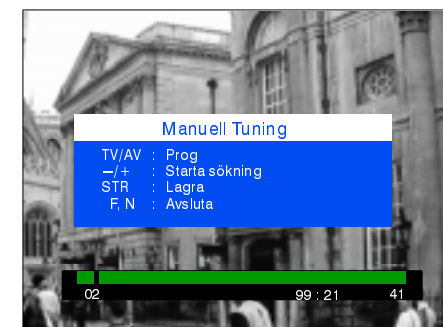 Manuell Tuning
TV/AV : Prog
–/+ : Starta sökning
STR : Lagra
F, N : Avsluta
02 99 : 21 41